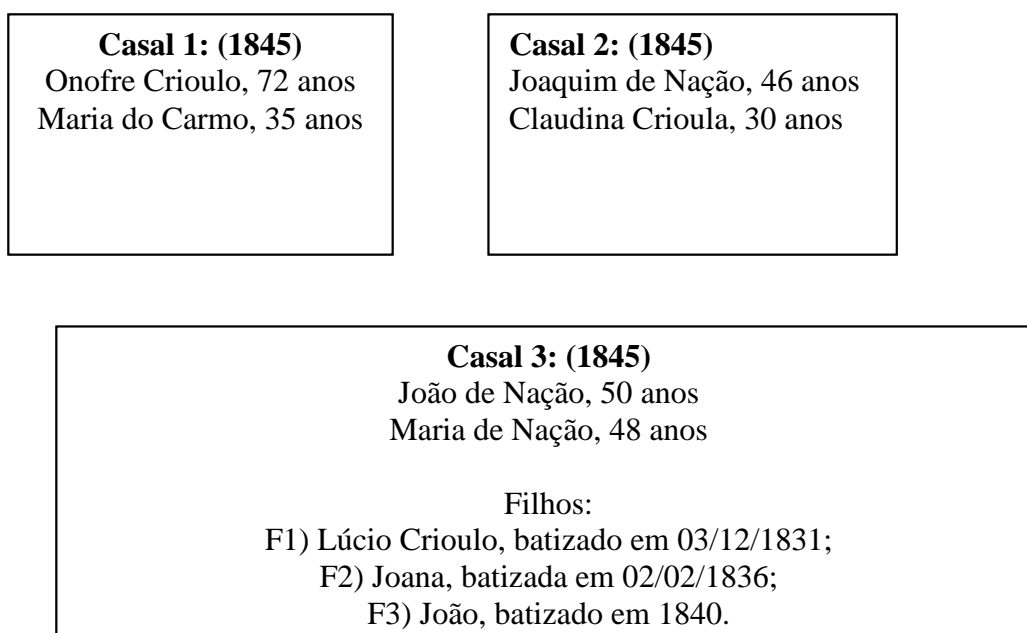 Casal 1: (1845)
Onofre Crioulo, 72 anos
Maria do Carmo, 35 anos
Casal 2: (1845)
Joaquim de Nação, 46 anos
Claudina Crioula, 30 anos
Casal 3: (1845)
João de Nação, 50 anos
Maria de Nação, 48 anos
Filhos:
F1) Lúcio Crioulo, batizado em 03/12/1831;
F2) Joana, batizada em 02/02/1836;
F3) João, batizado em 1840.